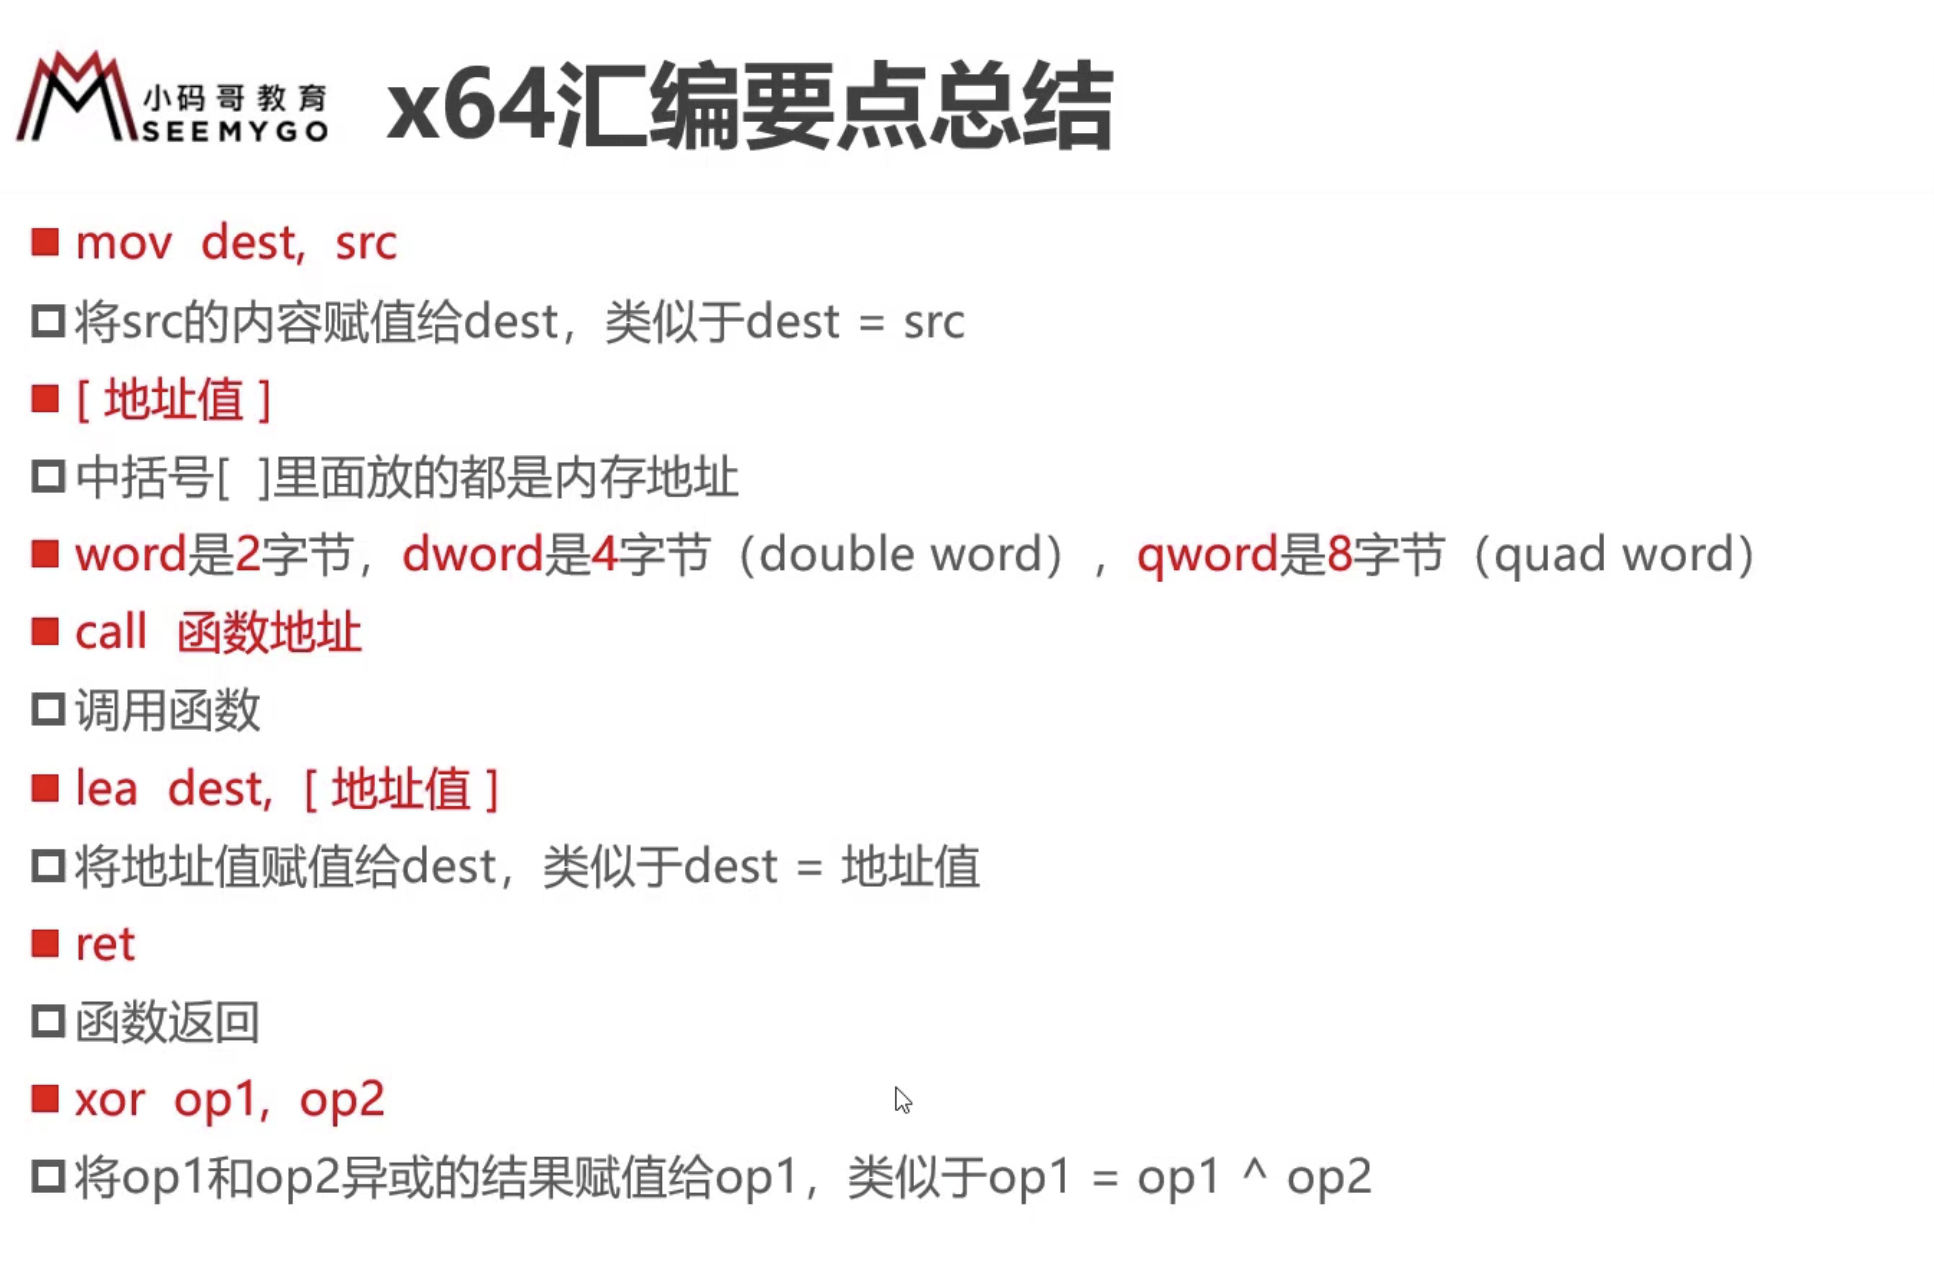 小码哥教育
SEEMYGO
x64汇编要点总结
mov dest, src
将src的内容赋值给dest，类似于dest = src
[ 地址值 ]
中括号[ ]里面放的都是内存地址
word是2字节，dword是4字节（double word），qword是8字节（quad word）
call 函数地址
调用函数
lea dest, [ 地址值 ]
将地址值赋值给dest，类似于dest = 地址值
ret
函数返回
xor op1, op2
将op1和op2异或的结果赋值给op1，类似于op1 = op1 ^ op2